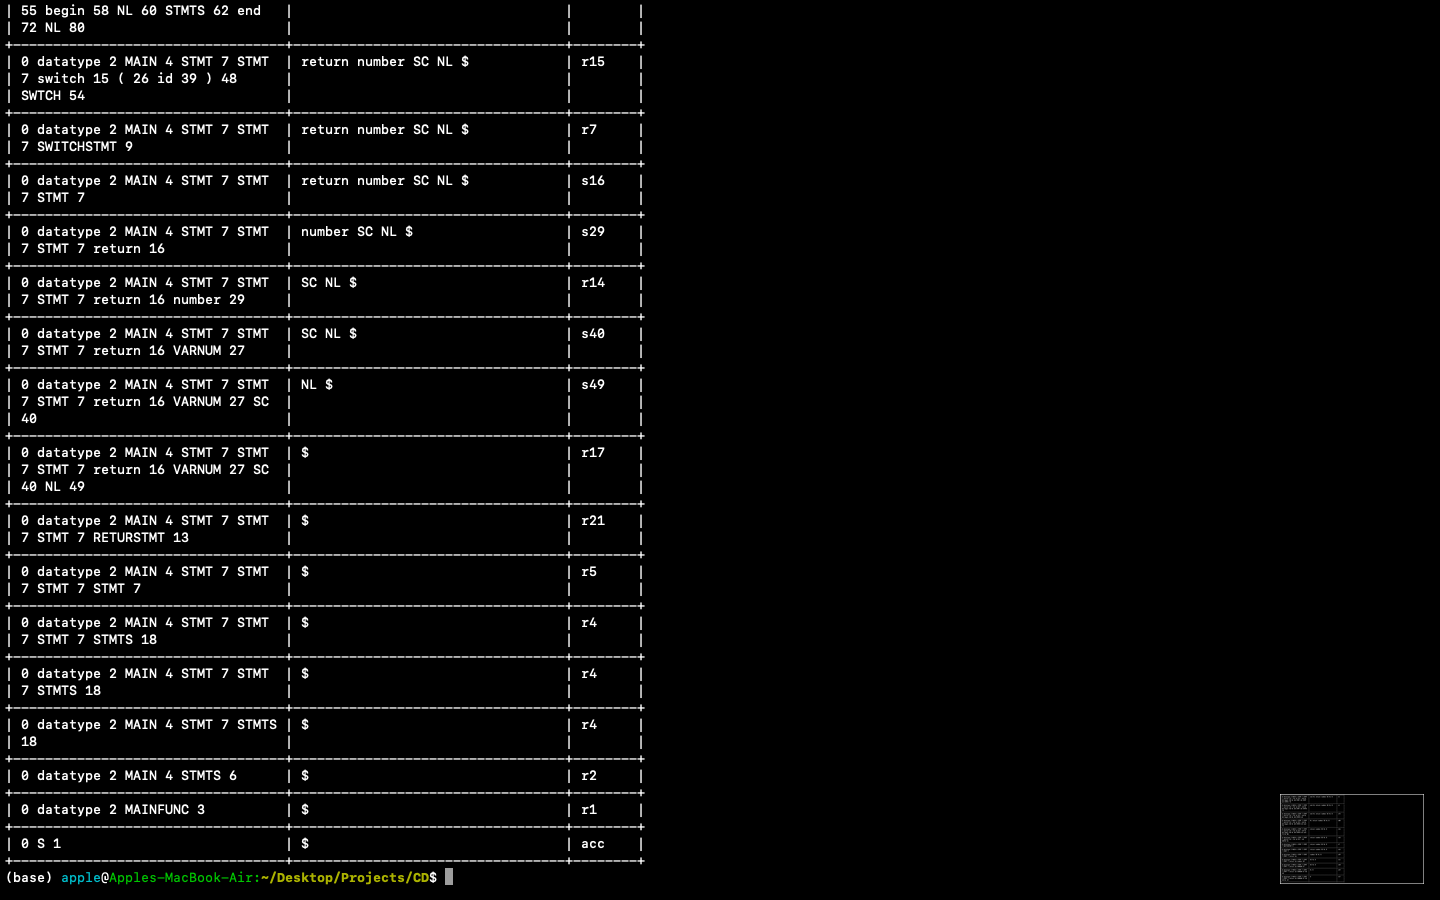 | 55 begin 58 NL 60 STMTS 62 end | | |
| 72 NL 80 | | |
| 0 datatype 2 MAIN 4 STMT 7 STMT | return number SC NL $ | r15 |
| 7 switch 15 ( 26 id 39 ) 48 | | |
| SWTCH 54 | | |
| 0 datatype 2 MAIN 4 STMT 7 STMT | return number SC NL $ | r7 |
| 7 SWITCHSTMT 9 | | |
| 0 datatype 2 MAIN 4 STMT 7 STMT | return number SC NL $ | s16 |
| 7 STMT 7 | | |
| 0 datatype 2 MAIN 4 STMT 7 STMT | number SC NL $ | s29 |
| 7 STMT 7 return 16 | | |
| 0 datatype 2 MAIN 4 STMT 7 STMT | SC NL $ | r14 |
| 7 STMT 7 return 16 number 29 | | |
| 0 datatype 2 MAIN 4 STMT 7 STMT | SC NL $ | s40 |
| 7 STMT 7 return 16 VARNUM 27 | | |
| 0 datatype 2 MAIN 4 STMT 7 STMT | NL $ | s49 |
| 7 STMT 7 return 16 VARNUM 27 SC | | |
| 40 | | |
| 0 datatype 2 MAIN 4 STMT 7 STMT | $ | r17 |
| 7 STMT 7 return 16 VARNUM 27 SC | | |
| 40 NL 49 | | |
| 0 datatype 2 MAIN 4 STMT 7 STMT | $ | r21 |
| 7 STMT 7 RETURSTMT 13 | | |
| 0 datatype 2 MAIN 4 STMT 7 STMT | $ | r5 |
| 7 STMT 7 STMT 7 | | |
| 0 datatype 2 MAIN 4 STMT 7 STMT | $ | r4 |
| 7 STMT 7 STMTS 18 | | |
| 0 datatype 2 MAIN 4 STMT 7 STMT | $ | r4 |
| 7 STMTS 18 | | |
| 0 datatype 2 MAIN 4 STMT 7 STMTS | $ | r4 |
| 18 | | |
| 0 datatype 2 MAIN 4 STMTS 6 | $ | r2 |
| 0 datatype 2 MAINFUNC 3 | $ | r1 |
| 0 S 1 | $ | acc |
(base) apple@Apples-MacBook-Air:~/Desktop/Projects/CD$